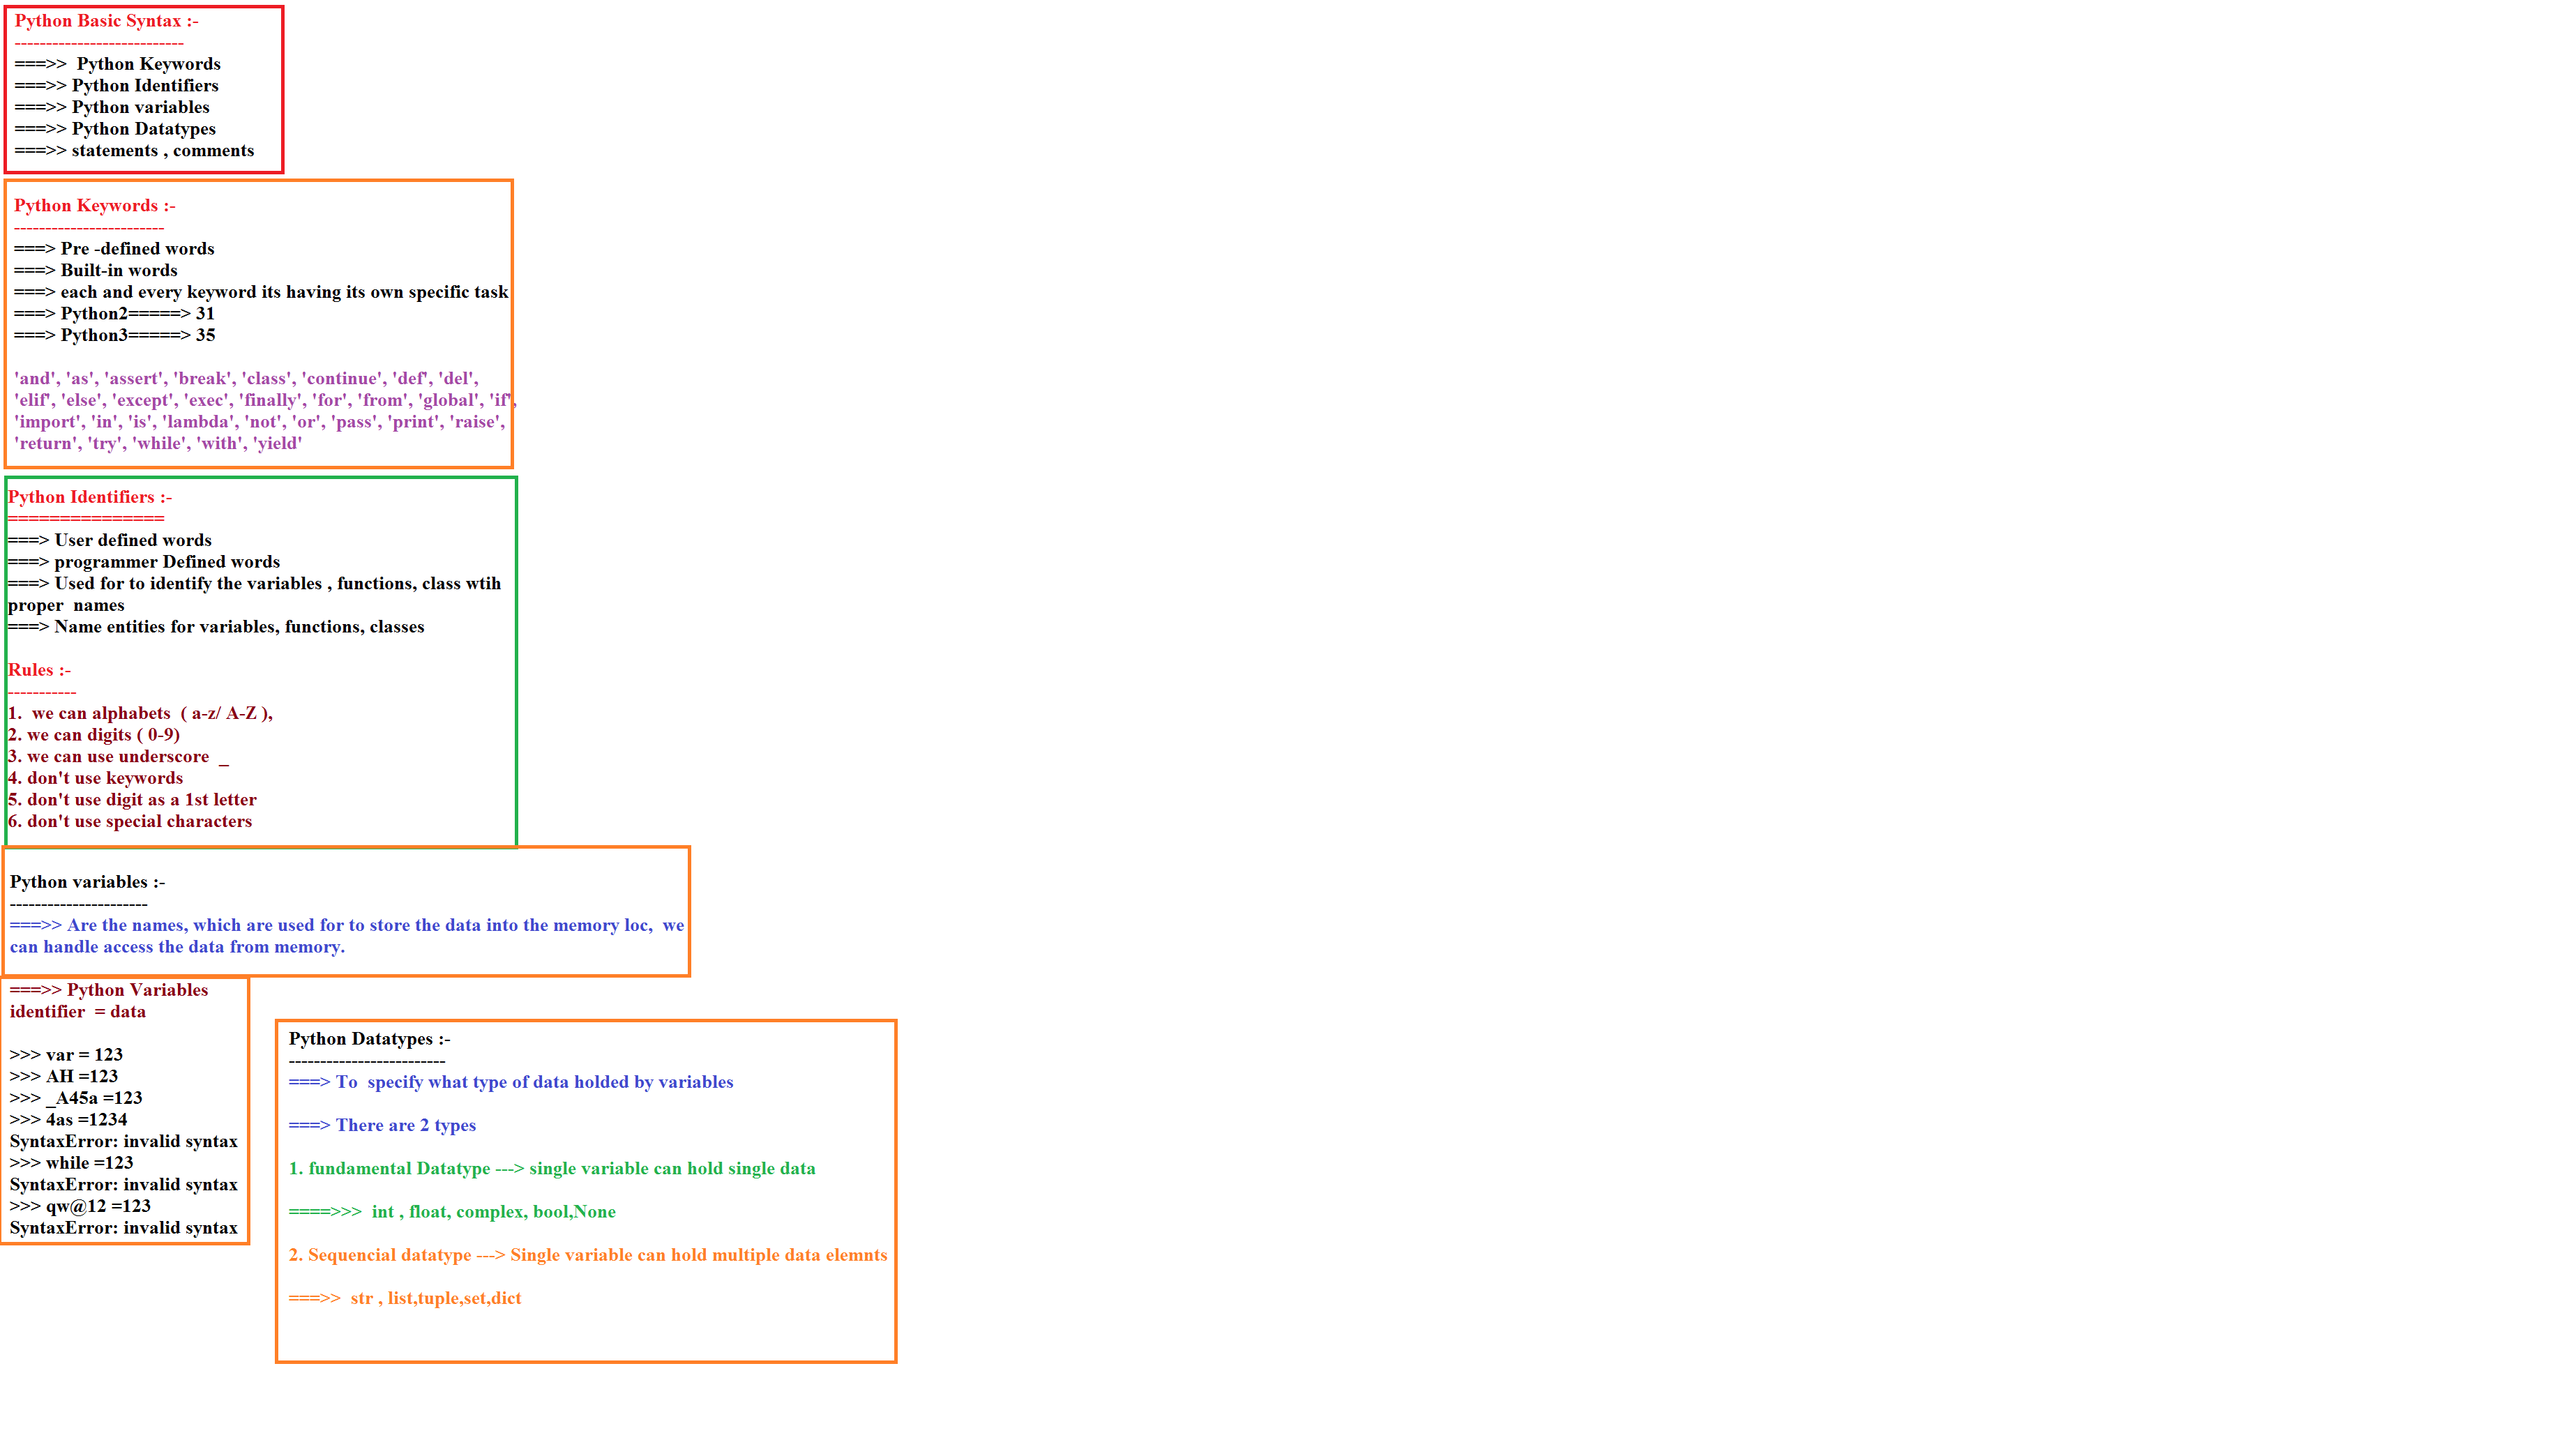 Python Basic Syntax :-
---------------------------
===>>  Python Keywords
===>> Python Identifiers
===>> Python variables
===>> Python Datatypes
===>> statements , comments
Python Keywords :-
------------------------
===> Pre -defined words
===> Built-in words
===> each and every keyword its having its own specific task
===> Python2=====> 31
===> Python3=====> 35
'and', 'as', 'assert', 'break', 'class', 'continue', 'def', 'del',
'elif', 'else', 'except', 'exec', 'finally', 'for', 'from', 'global', 'if',
'import', 'in', 'is', 'lambda', 'not', 'or', 'pass', 'print', 'raise',
'return', 'try', 'while', 'with', 'yield'
Python Identifiers :-
===============
===> User defined words
===> programmer Defined words
===> Used for to identify the variables , functions, class wtih
proper  names
===> Name entities for variables, functions, classes
Rules :-
-----------
1.  we can alphabets  ( a-z/ A-Z ),
2. we can digits ( 0-9)
3. we can use underscore  _
4. don't use keywords
5. don't use digit as a 1st letter
6. don't use special characters
Python variables :-
----------------------
===>> Are the names, which are used for to store the data into the memory loc,  we
can handle access the data from memory.
===>> Python Variables
identifier  = data
>>> var = 123
>>> AH =123
>>> _A45a =123
>>> 4as =1234
SyntaxError: invalid syntax
>>> while =123
SyntaxError: invalid syntax
>>> qw@12 =123
SyntaxError: invalid syntax
Python Datatypes :-
-------------------------
===> To  specify what type of data holded by variables
===> There are 2 types
1. fundamental Datatype ---> single variable can hold single data
====>>>  int , float, complex, bool,None
2. Sequencial datatype ---> Single variable can hold multiple data elemnts
===>>  str , list,tuple,set,dict